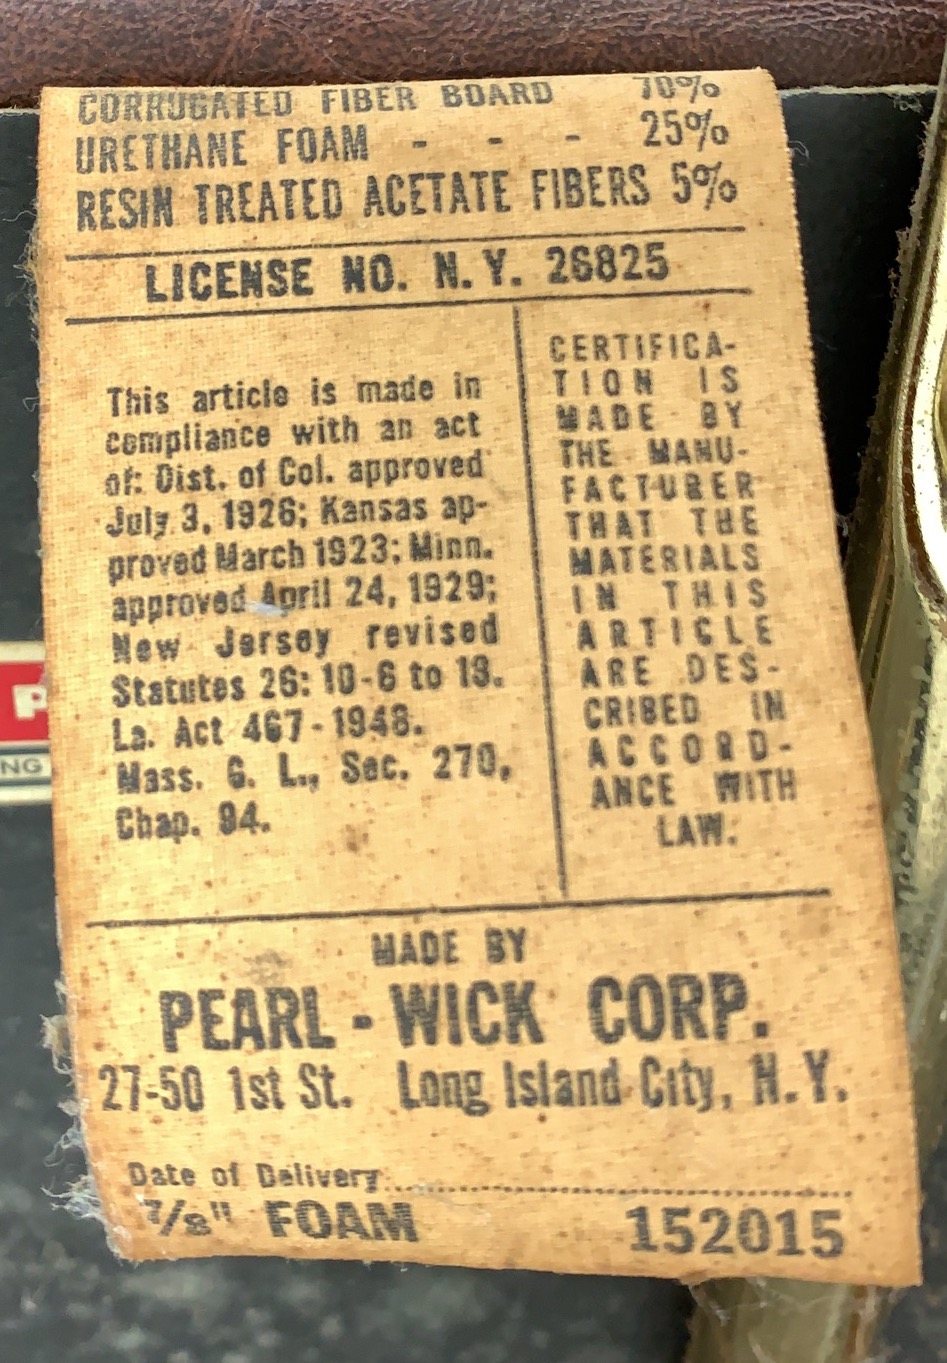 CORRUGATED FIBER BOARD 70%
URETHANE FOAM - - - 25%
RESIN TREATED ACETATE FIBERS 5%
LICENSE NO. N. Y. 26825
This article is made in
compliance with an act
of: Dist. of Col. approved
July 3, 1926; Kansas ap-
proved March 1923; Minn.
approved April 24, 1929;
New Jersey revised
Statutes 26: 10-6 to 18.
La. Act 467-1948.
Mass. G. L., Sec. 270,
Chap. 94.
CERTIFICA-
TION IS
MADE BY
THE MANU-
FACTURER
THAT THE
MATERIALS
IN THIS
ARTICLE
ARE DES-
CRIBED IN
ACCORD-
ANCE WITH
LAW.
MADE BY
PEARL-WICK CORP.
27-50 1st St. Long Island City, N.Y.
Date of Delivery
7/8" FOAM 152015
P
NG